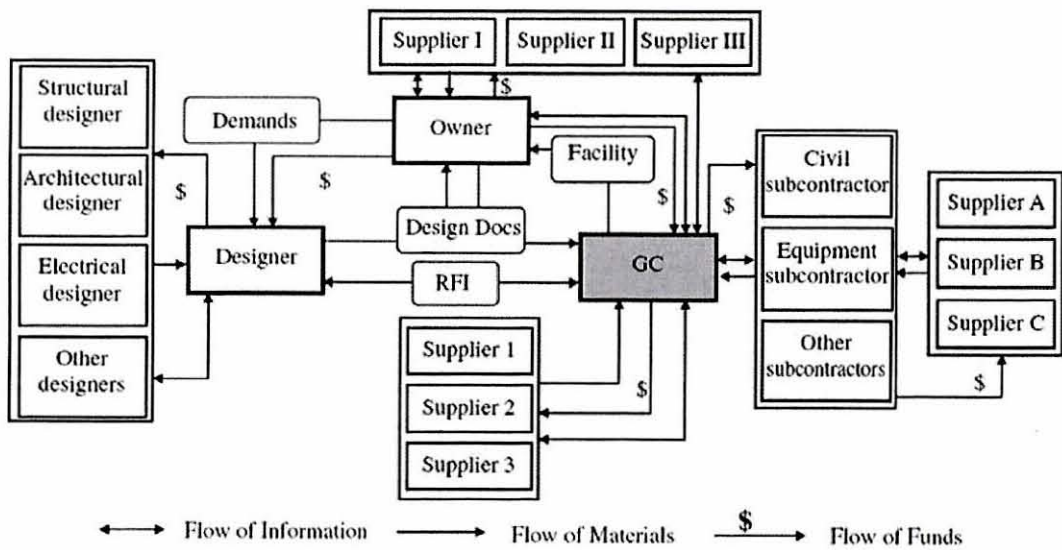 Supplier I
Supplier II
Supplier III
$
Structural
designer
Architectural
designer
Electrical
designer
Other
designers
$
Demands
Owner
$
Facility
$
Design Docs
Designer
RFI
GC
$
Civil
subcontractor
Equipment
subcontractor
Other
subcontractors
Supplier A
Supplier B
Supplier C
$
Supplier 1
Supplier 2
Supplier 3
$
Flow of Information
Flow of Materials
$
Flow of Funds